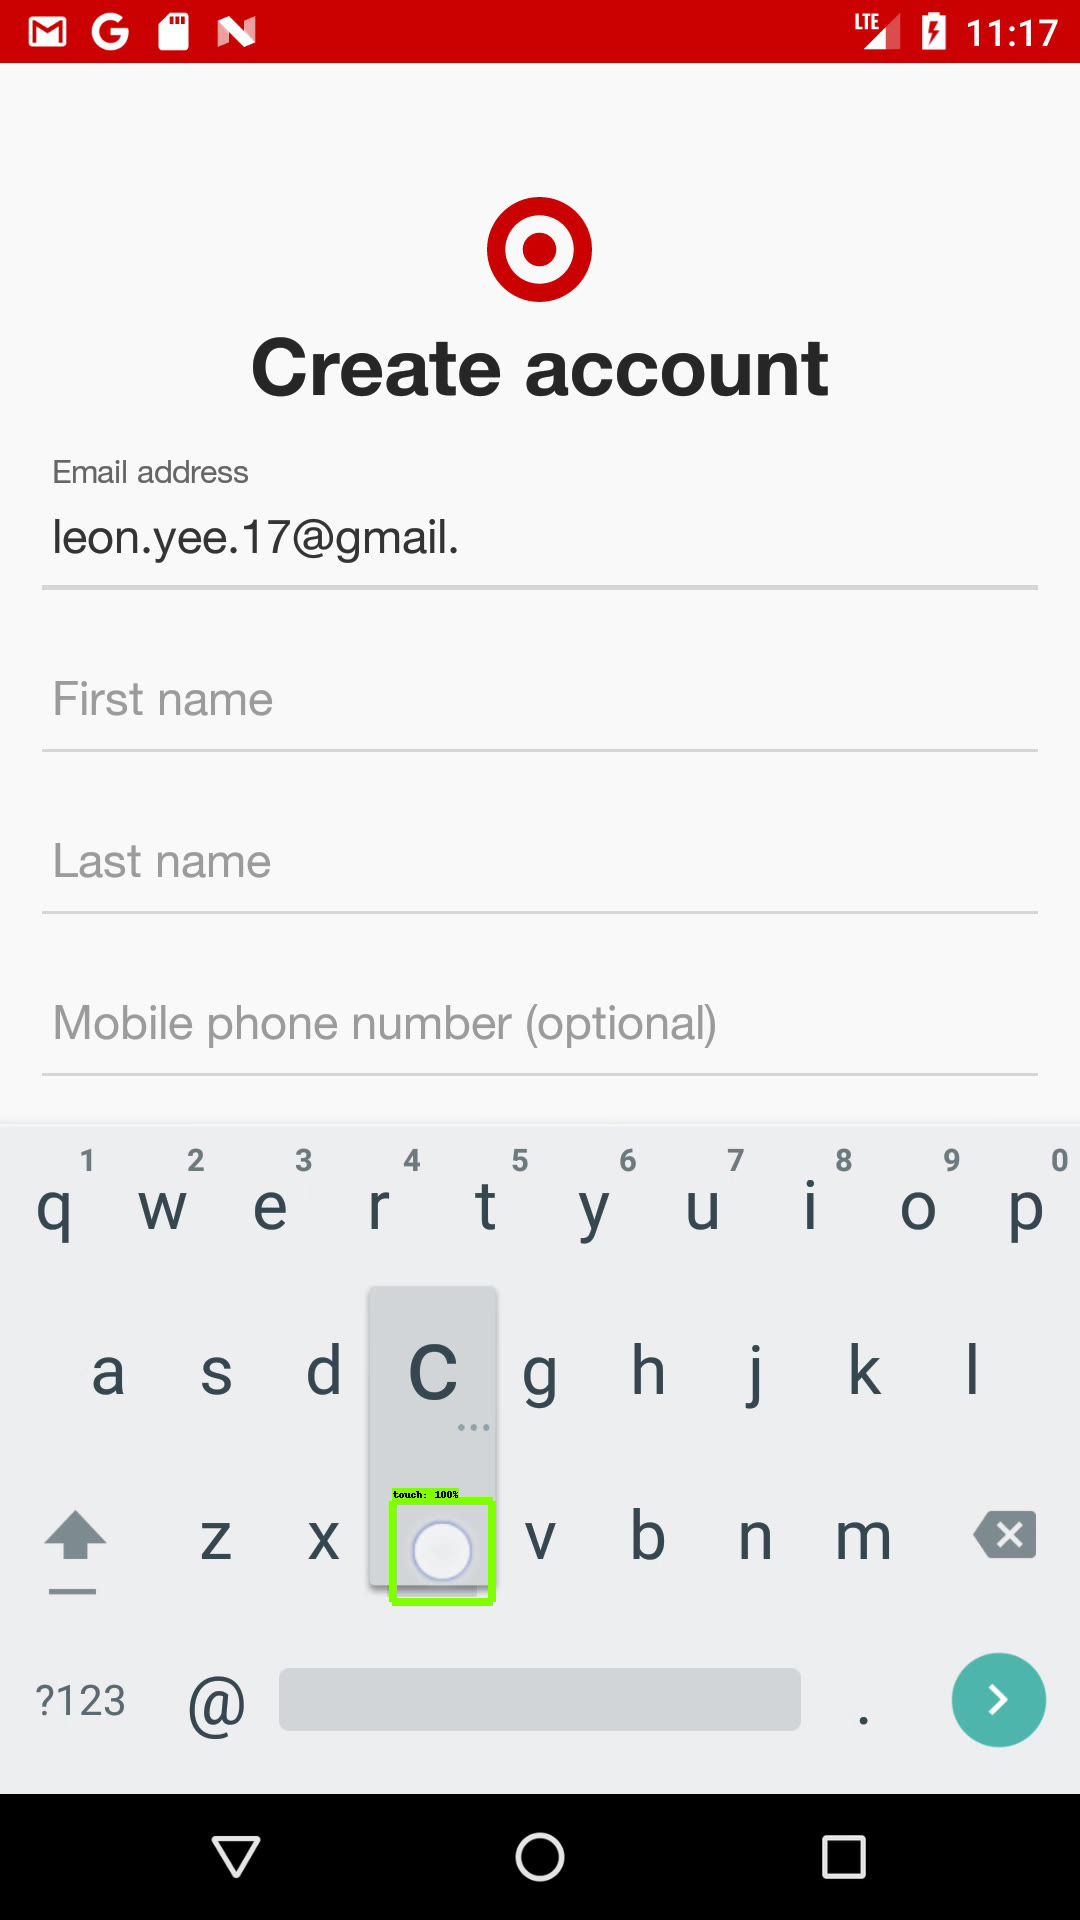 LTE 11:17
Create account
Email address
leon.yee.17@gmail.
First name
Last name
Mobile phone number (optional)
1 2 3 4 5 6 7 8 9 0
q w e r t y u i o p
a s d c g h j k l
touch: 100%
z x v b n m
?123 @ .